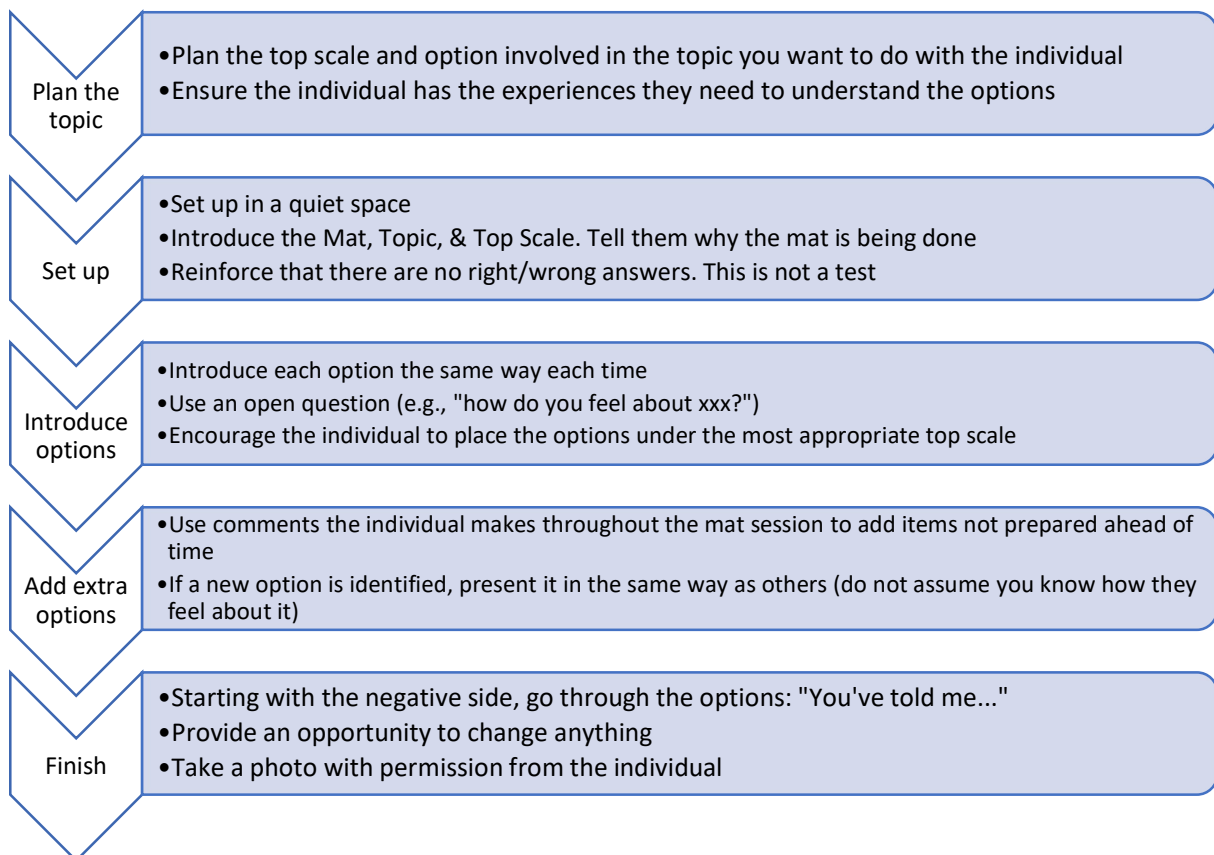 Plan the
topic
•Plan the top scale and option involved in the topic you want to do with the individual
•Ensure the individual has the experiences they need to understand the options
Set up
•Set up in a quiet space
•Introduce the Mat, Topic, & Top Scale. Tell them why the mat is being done
•Reinforce that there are no right/wrong answers. This is not a test
Introduce
options
•Introduce each option the same way each time
•Use an open question (e.g., "how do you feel about xxx?")
•Encourage the individual to place the options under the most appropriate top scale
Add extra
options
•Use comments the individual makes throughout the mat session to add items not prepared ahead of
time
•If a new option is identified, present it in the same way as others (do not assume you know how they
feel about it)
Finish
•Starting with the negative side, go through the options: "You've told me..."
•Provide an opportunity to change anything
•Take a photo with permission from the individual